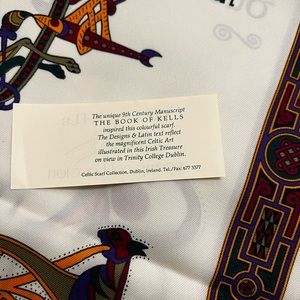 The unique 9th Century Manuscript
THE BOOK OF KELLS
inspired this colourful scarf.
The Designs & Latin text reflect
the magnificent Celtic Art
illustrated in this Irish Treasure
on view in Trinity College Dublin.
Celtic Scarf Collection, Dublin, Ireland. Tel./Fax: 677 5577